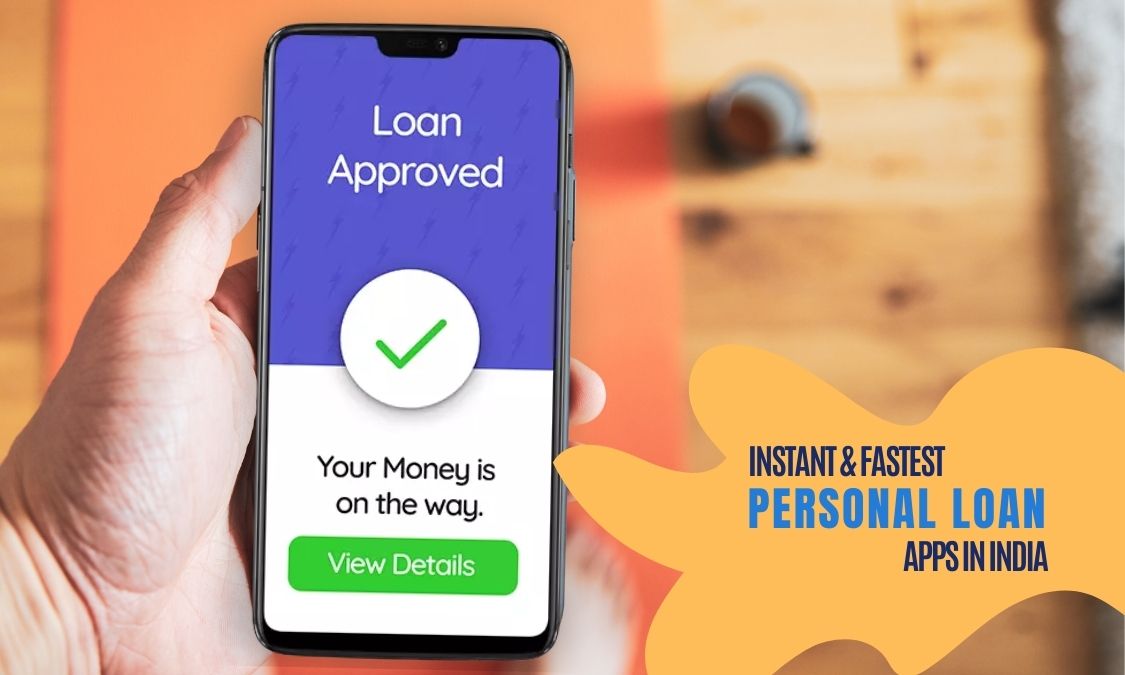 Loan
Approved
Your Money is
on the way.
View Details
INSTANT & FASTEST
PERSONAL LOAN
APPS IN INDIA